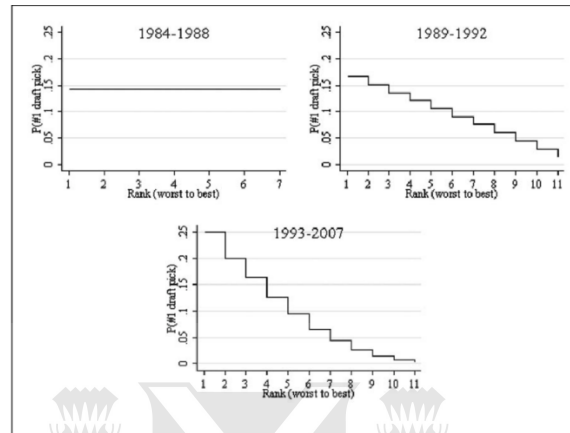 1984-1988
P(#1 draft pick)
.25
.2
.15
.1
.05
0
1 2 3 4 5 6 7
Rank (worst to best)
1989-1992
P(#1 draft pick)
.25
.2
.15
.1
.05
0
1 2 3 4 5 6 7 8 9 10 11
Rank (worst to best)
1993-2007
P(#1 draft pick)
.25
.2
.15
.1
.05
0
1 2 3 4 5 6 7 8 9 10 11
Rank (worst to best)